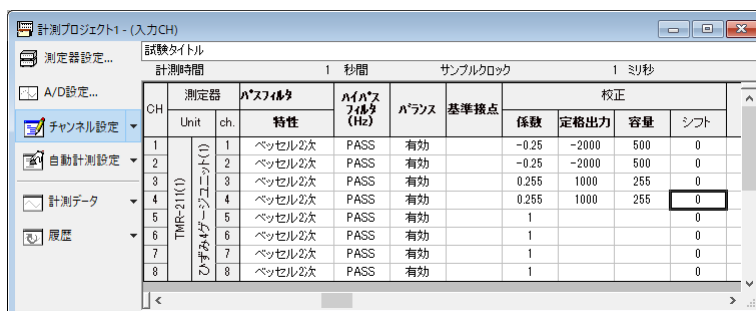 計測プロジェクト1 - (入力CH)
測定器設定...
A/D設定...
チャンネル設定
自動計測設定
計測データ
履歴
試験タイトル
計測時間 1 秒間 サンプルクロック 1 ミリ秒
CH 測定器 パスフィルタ ハイパスフィルタ(Hz) バランス 基準接点 校正
Unit ch. 特性 係数 定格出力 容量 シフト
TMR-211(1)
ひずみ4ゲージユニット(1)
1 1 ベッセル2次 PASS 有効 -0.25 -2000 500 0
2 2 ベッセル2次 PASS 有効 -0.25 -2000 500 0
3 3 ベッセル2次 PASS 有効 0.255 1000 255 0
4 4 ベッセル2次 PASS 有効 0.255 1000 255 0
5 5 ベッセル2次 PASS 有効 1 0
6 6 ベッセル2次 PASS 有効 1 0
7 7 ベッセル2次 PASS 有効 1 0
8 8 ベッセル2次 PASS 有効 1 0